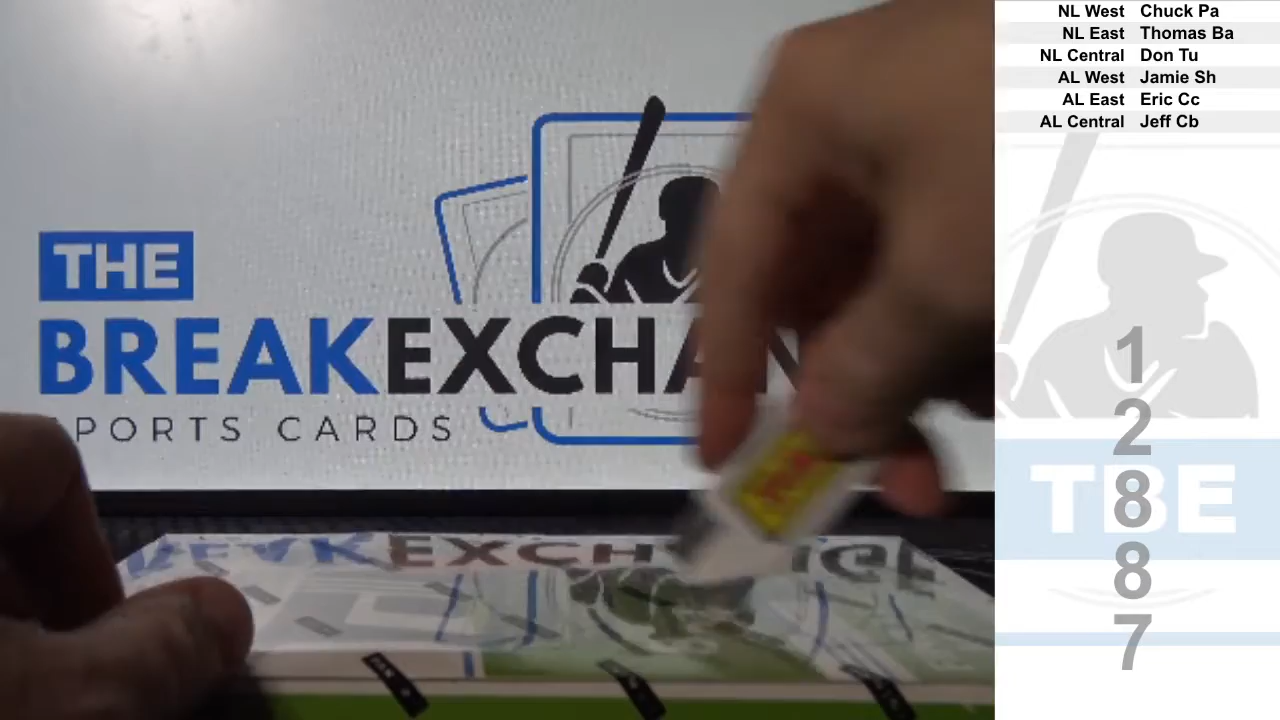 NL West Chuck Pa
NL East Thomas Ba
NL Central Don Tu
AL West Jamie Sh
AL East Eric Cc
AL Central Jeff Cb
THE
BREAKEXCHAN
PORTS CARDS
1
2
8
8
7
TBE